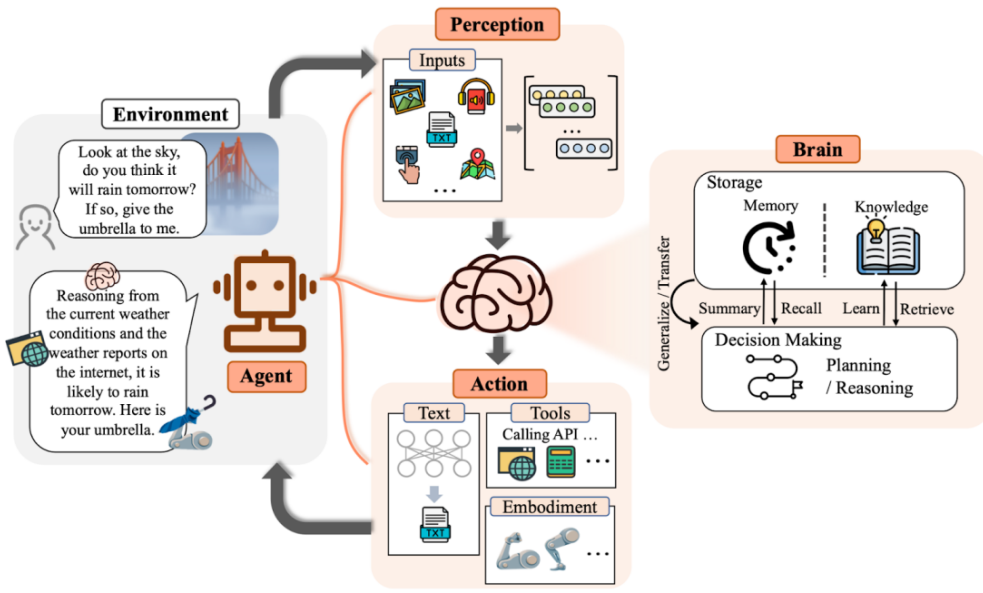 Perception
Inputs
TXT
...
...
Environment
Look at the sky,
do you think it
will rain tomorrow?
If so, give the
umbrella to me.
Reasoning from
the current weather
conditions and the
weather reports on
the internet, it is
likely to rain
tomorrow. Here is
your umbrella.
Agent
Action
Text
TXT
Tools
Calling API ...
...
Embodiment
...
Brain
Storage
Memory
Knowledge
Generalize / Transfer
Summary
Recall
Learn
Retrieve
Decision Making
Planning
/ Reasoning